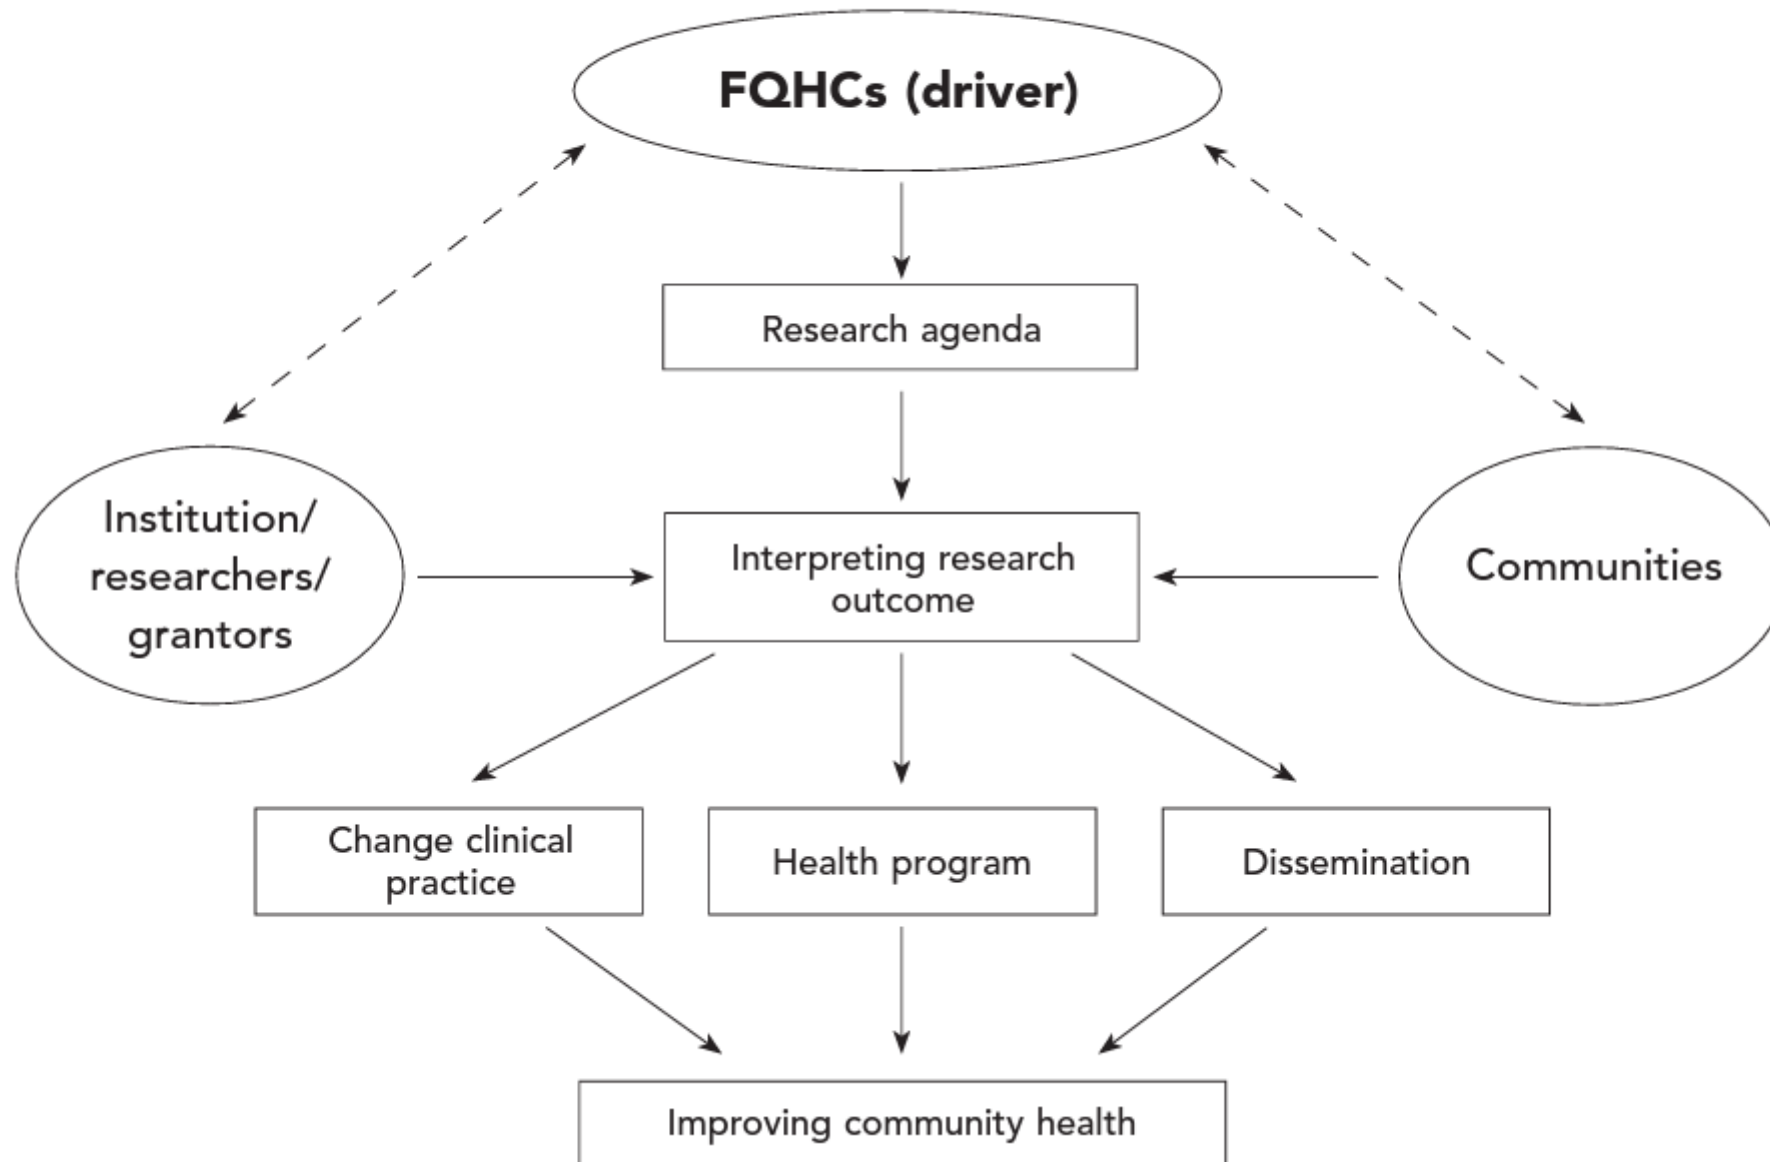 FQHCs (driver)
Research agenda
Institution/
researchers/
grantors
Interpreting research
outcome
Communities
Change clinical
practice
Health program
Dissemination
Improving community health